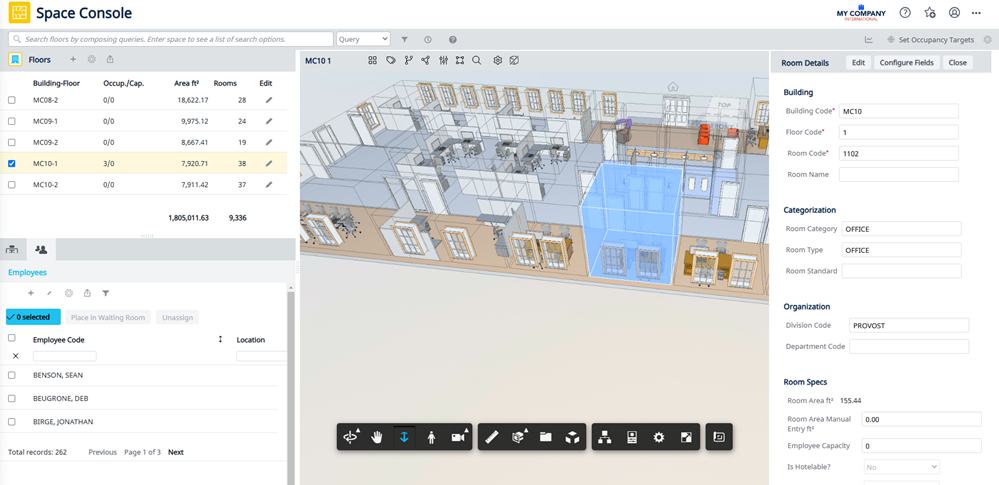 Space Console
MY COMPANY
INTERNATIONAL
Search floors by composing queries. Enter space to see a list of search options.
Query
Set Occupancy Targets
Floors
Building-Floor Occup./Cap. Area ft² Rooms Edit
MC08-2 0/0 18,622.17 28
MC09-1 0/0 9,975.12 24
MC09-2 0/0 8,667.41 19
MC10-1 3/0 7,920.71 38
MC10-2 0/0 7,911.42 37
1,805,011.63 9,336
Employees
0 selected Place in Waiting Room Unassign
Employee Code Location
BENSON, SEAN
BEUGRONE, DEB
BIRGE, JONATHAN
Total records: 262 Previous Page 1 of 3 Next
MC10 1
TOP
Room Details Edit Configure Fields Close
Building
Building Code* MC10
Floor Code* 1
Room Code* 1102
Room Name
Categorization
Room Category OFFICE
Room Type OFFICE
Room Standard
Organization
Division Code PROVOST
Department Code
Room Specs
Room Area ft² 155.44
Room Area Manual 0.00
Entry ft²
Employee Capacity 0
Is Hotelable? No